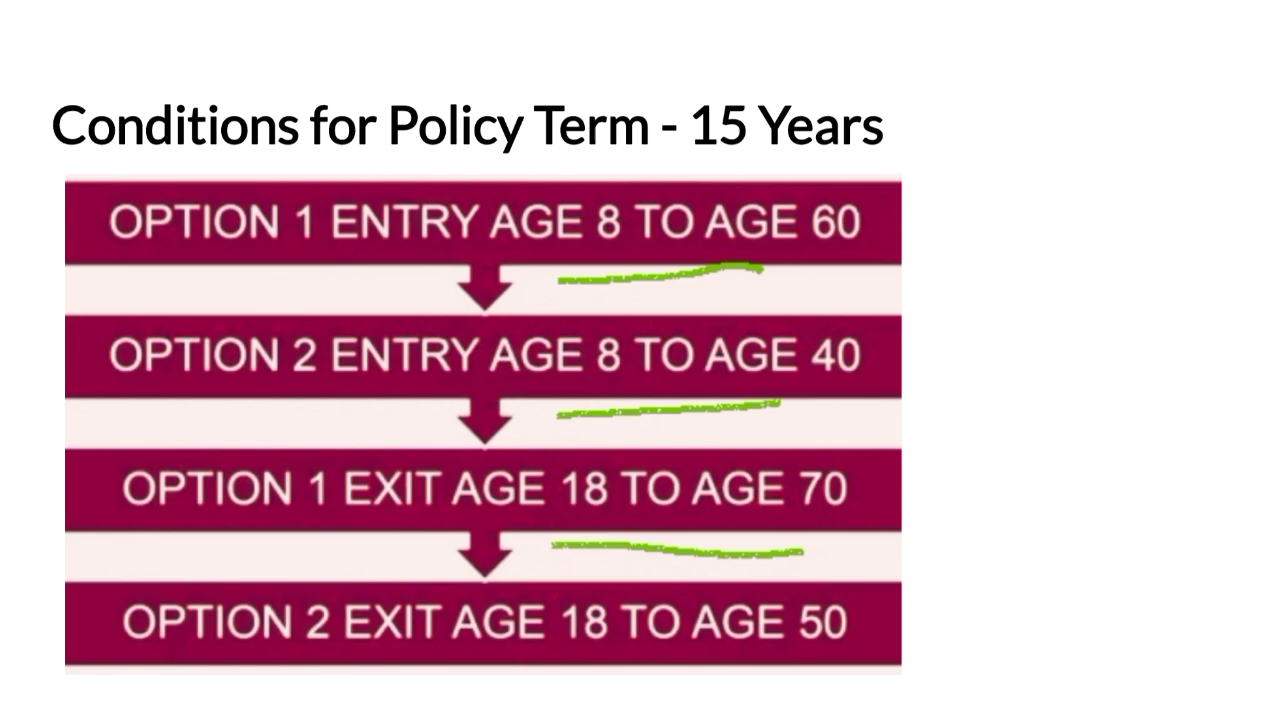 Conditions for Policy Term - 15 Years
OPTION 1 ENTRY AGE 8 TO AGE 60
OPTION 2 ENTRY AGE 8 TO AGE 40
OPTION 1 EXIT AGE 18 TO AGE 70
OPTION 2 EXIT AGE 18 TO AGE 50